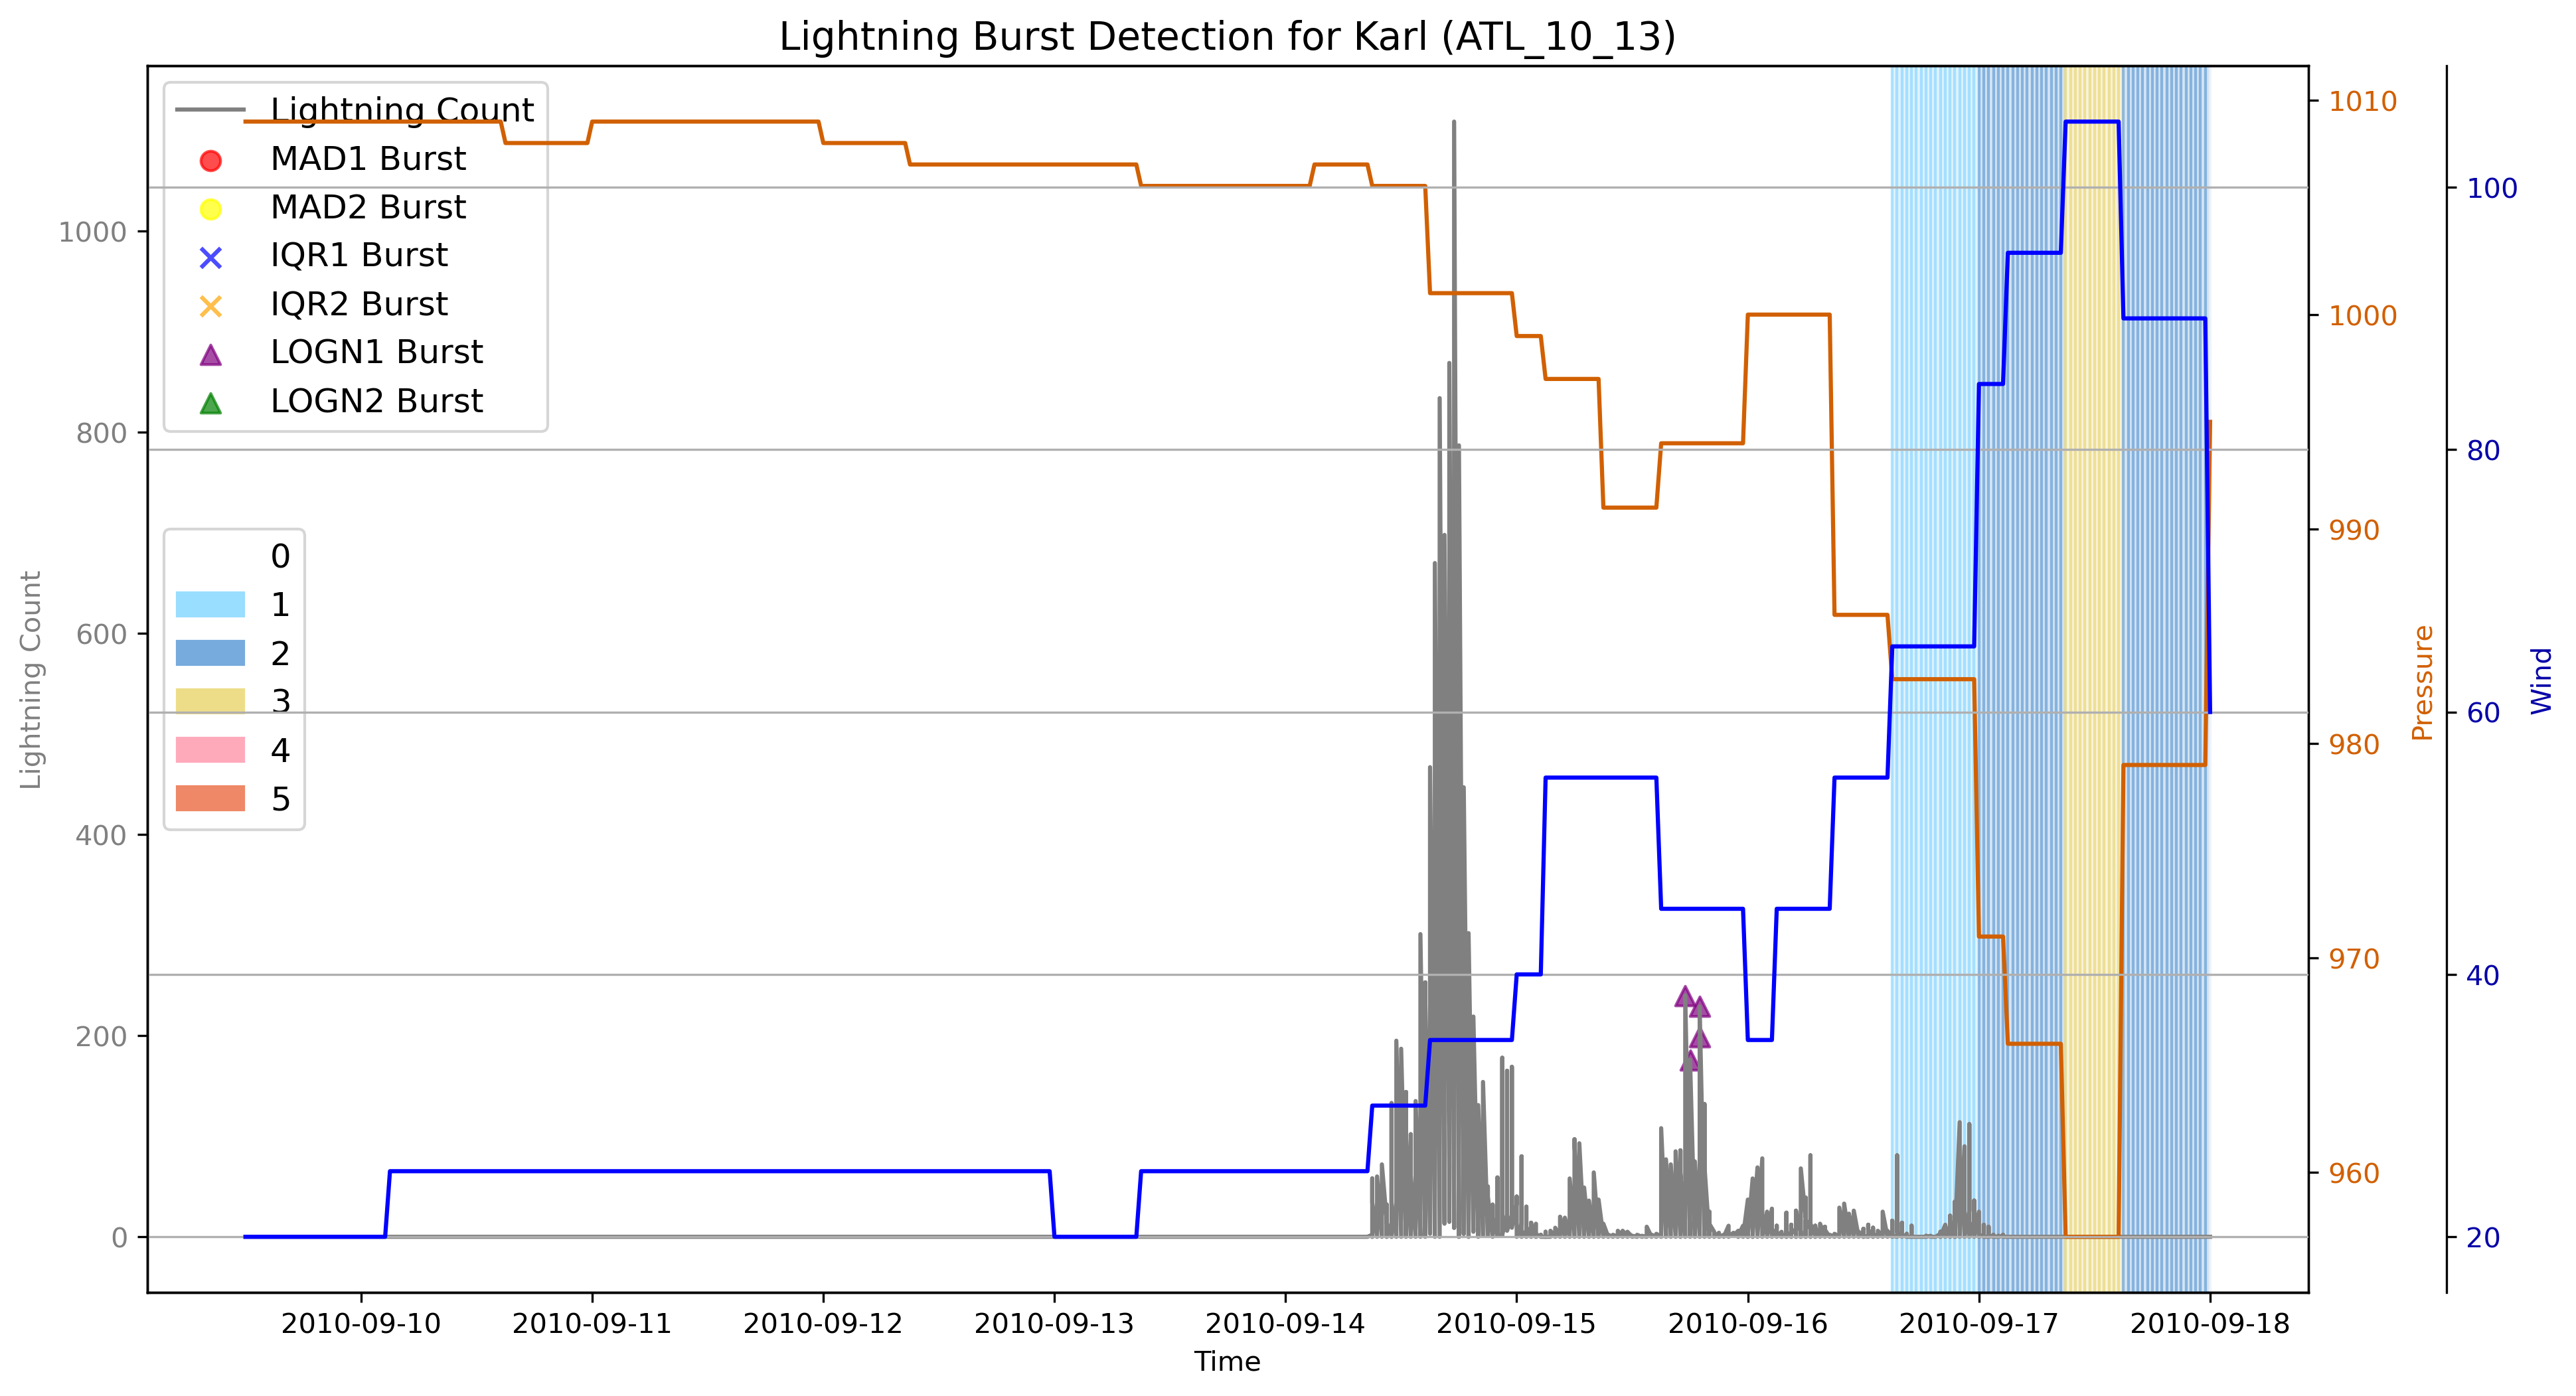 Lightning Burst Detection for Karl (ATL_10_13)
Lightning Count
MAD1 Burst
MAD2 Burst
IQR1 Burst
IQR2 Burst
LOGN1 Burst
LOGN2 Burst
0
1
2
3
4
5
Lightning Count
1000
800
600
400
200
0
1010
1000
990
980
970
960
Pressure
100
80
60
40
20
Wind
2010-09-10
2010-09-11
2010-09-12
2010-09-13
2010-09-14
2010-09-15
2010-09-16
2010-09-17
2010-09-18
Time